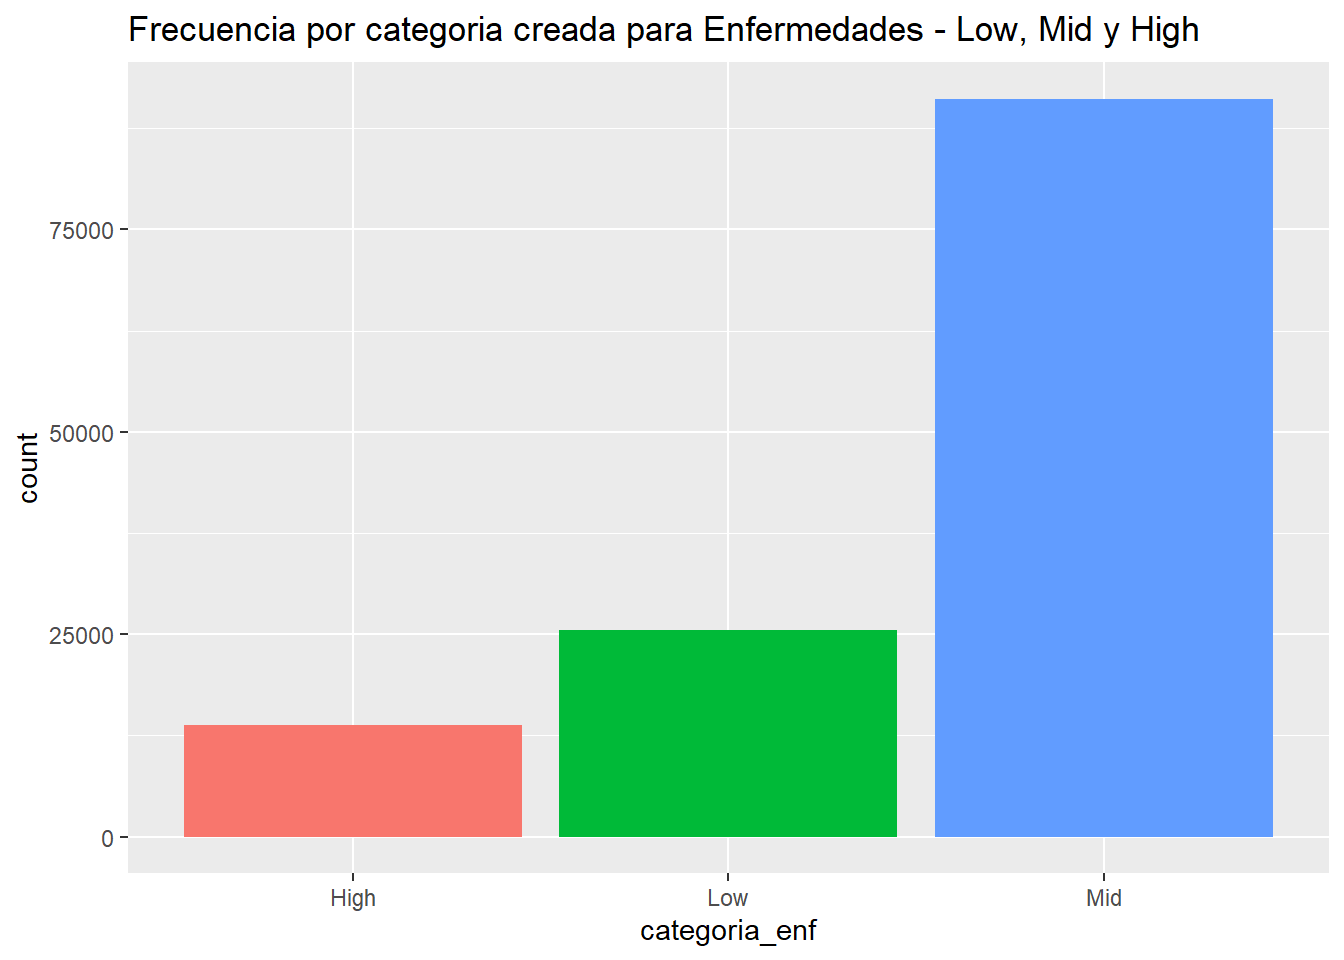 Frecuencia por categoria creada para Enfermedades - Low, Mid y High
count
75000
50000
25000
0
High Low Mid
categoria_enf